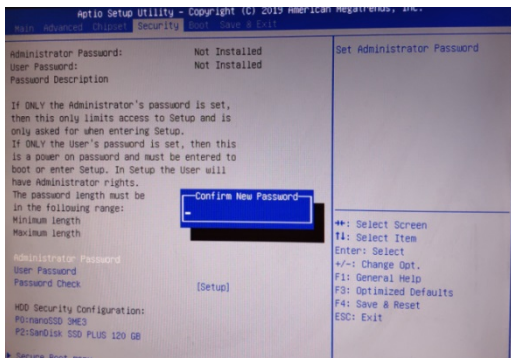 Aptio Setup Utility - Copyright (C) 2019 American Megatrends, Inc.
Main Advanced Chipset Security Boot Save & Exit
Administrator Password: Not Installed
User Password: Not Installed
Password Description
If ONLY the Administrator's password is set,
then this only limits access to Setup and is
only asked for when entering Setup.
If ONLY the User's password is set, then this
is a power on password and must be entered to
boot or enter Setup. In Setup the User will
have Administrator rights.
The password length must be
in the following range:
Minimum length
Maximum length
Administrator Password
User Password
Password Check [Setup]
HDD Security Configuration:
P0:nanoSSD 3ME3
P2:SanDisk SSD PLUS 120 GB
Confirm New Password
Set Administrator Password
→←: Select Screen
↑↓: Select Item
Enter: Select
+/-: Change Opt.
F1: General Help
F3: Optimized Defaults
F4: Save & Reset
ESC: Exit